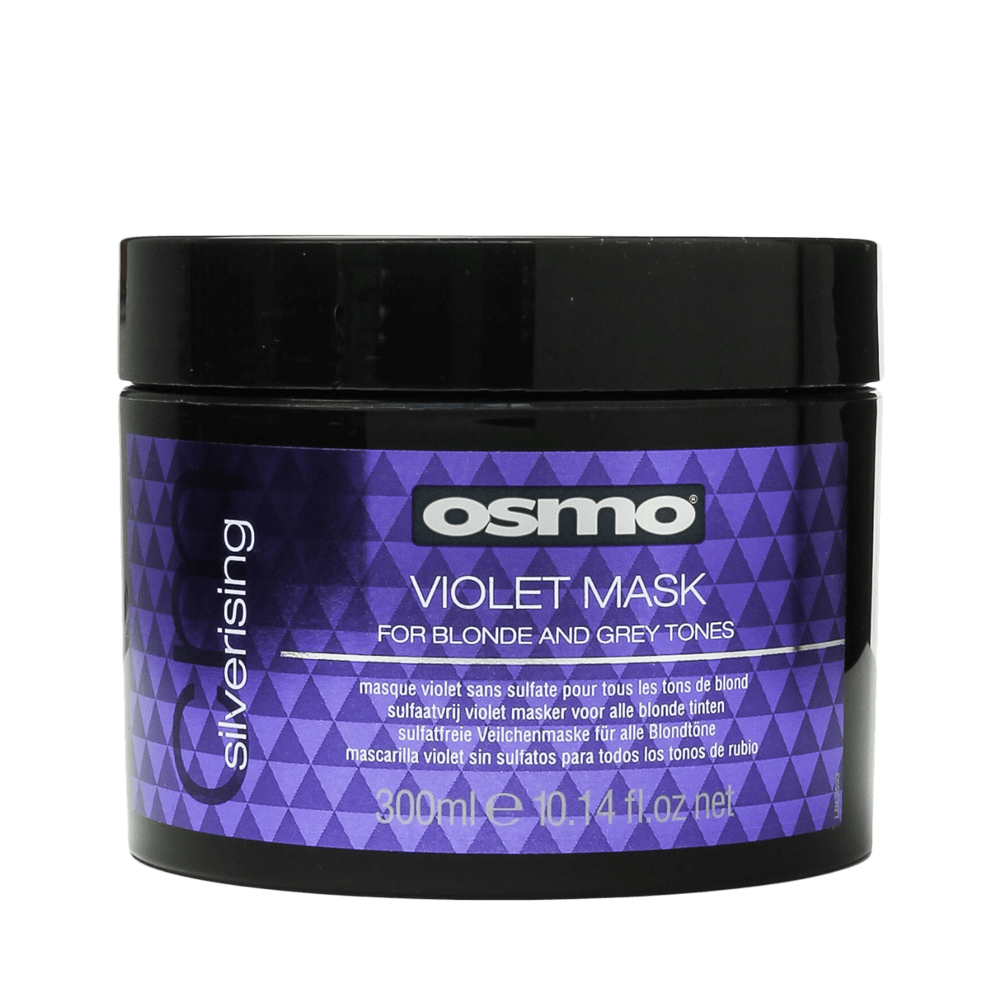 osmo®
VIOLET MASK
FOR BLONDE AND GREY TONES
masque violet sans sulfate pour tous les tons de blond
sulfaatvrij violet masker voor alle blonde tinten
sulfatfreie Veilchenmaske für alle Blondtöne
mascarilla violet sin sulfatos para todos los tonos de rubio
300ml e 10.14 fl.oz net
silverising